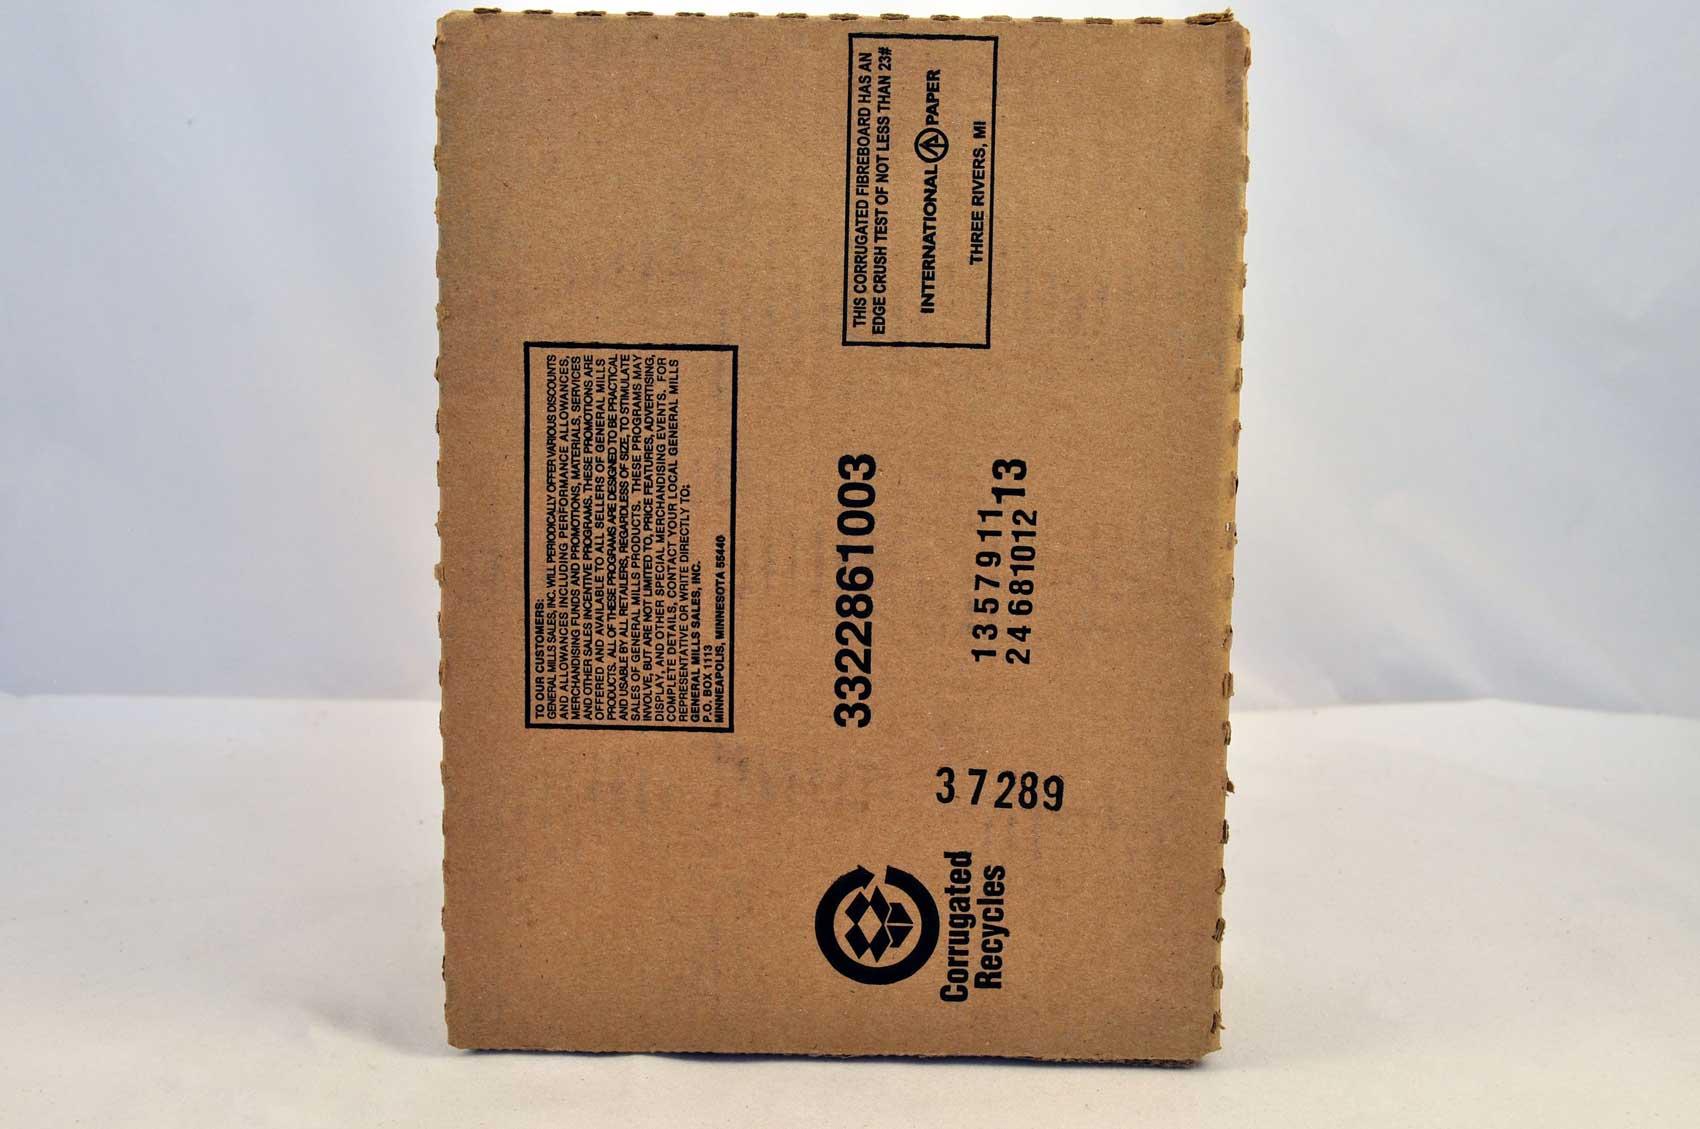 TO OUR CUSTOMERS:
GENERAL MILLS SALES, INC. WILL PERIODICALLY OFFER VARIOUS DISCOUNTS
AND ALLOWANCES INCLUDING PERFORMANCE ALLOWANCES,
MERCHANDISING FUNDS AND PROMOTIONS, MATERIALS, SERVICES
AND OTHER SALES INCENTIVE PROGRAMS. THESE PROMOTIONS ARE
OFFERED AND AVAILABLE TO ALL SELLERS OF GENERAL MILLS
PRODUCTS. ALL OF THESE PROGRAMS ARE DESIGNED TO BE PRACTICAL
AND USABLE BY ALL RETAILERS, REGARDLESS OF SIZE, TO STIMULATE
SALES OF GENERAL MILLS PRODUCTS. THESE PROGRAMS MAY
INVOLVE, BUT ARE NOT LIMITED TO, PRICE FEATURES, ADVERTISING,
DISPLAY, AND OTHER SPECIAL MERCHANDISING EVENTS. FOR
COMPLETE DETAILS, CONTACT YOUR LOCAL GENERAL MILLS
REPRESENTATIVE OR WRITE DIRECTLY TO:
GENERAL MILLS SALES, INC.
P.O. BOX 1113
MINNEAPOLIS, MINNESOTA 55440
THIS CORRUGATED FIBREBOARD HAS AN
EDGE CRUSH TEST OF NOT LESS THAN 23#
INTERNATIONAL PAPER
THREE RIVERS, MI
3322861003
1 3 5 7 9 11 13
2 4 6 8 10 12
37289
Corrugated
Recycles